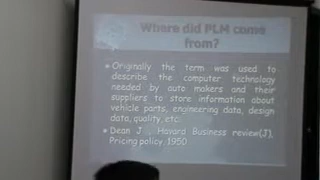 Where did PLM come
from?
Originally the term was used to
describe the computer technology
needed by auto makers and their
suppliers to store information about
vehicle parts, engineering data, design
data, quality, etc.
Dean J , Havard Business review(J),
Pricing policy, 1950